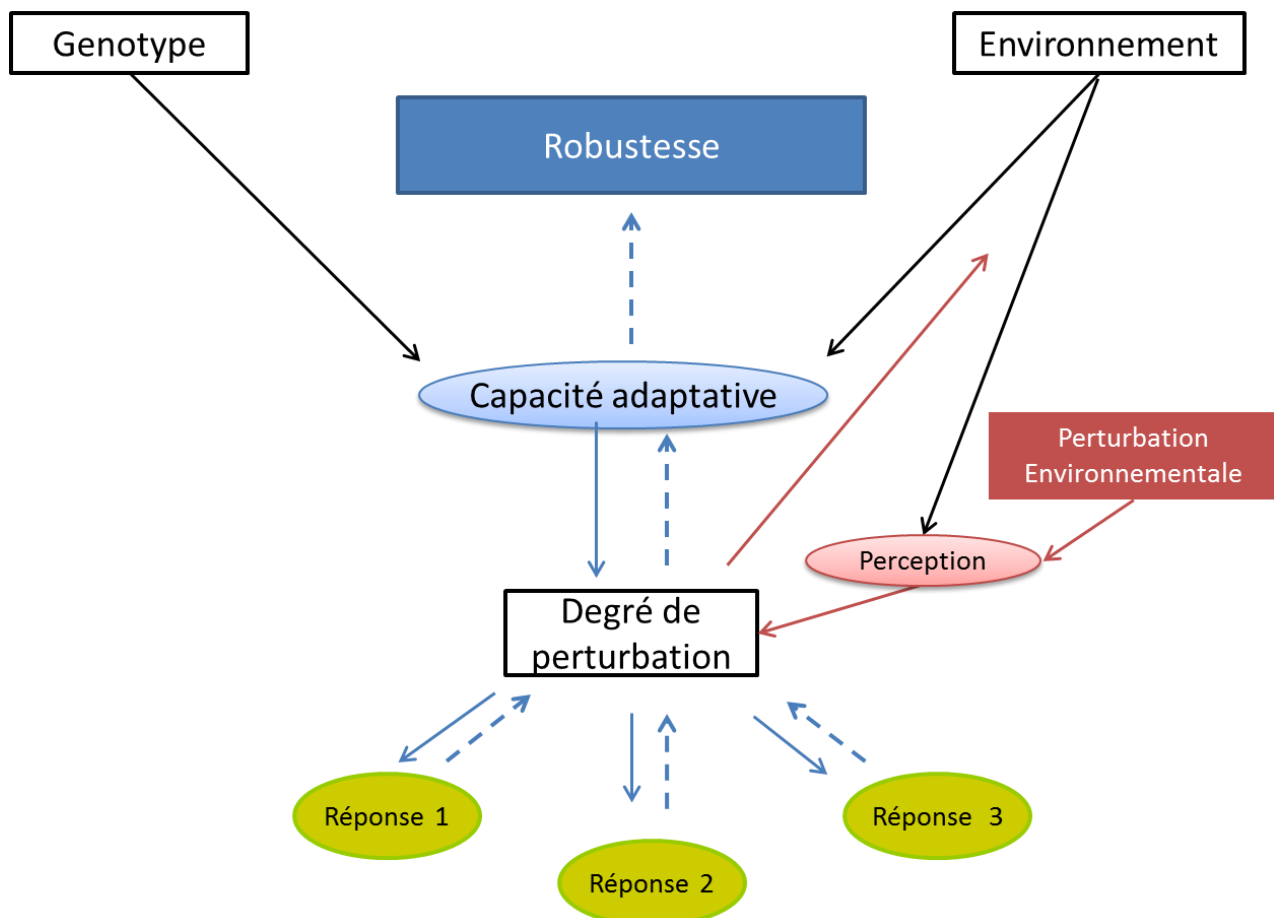 Genotype
Environnement
Robustesse
Capacité adaptative
Perturbation
Environnementale
Perception
Degré de
perturbation
Réponse 1
Réponse 3
Réponse 2